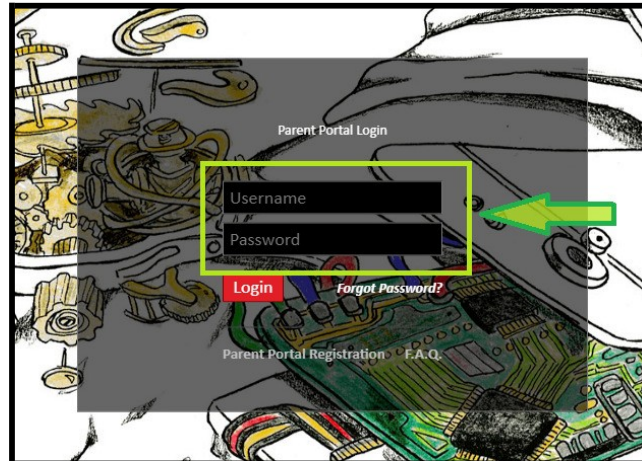 Parent Portal Login
Username
Password
Login Forgot Password?
Parent Portal Registration F.A.Q.